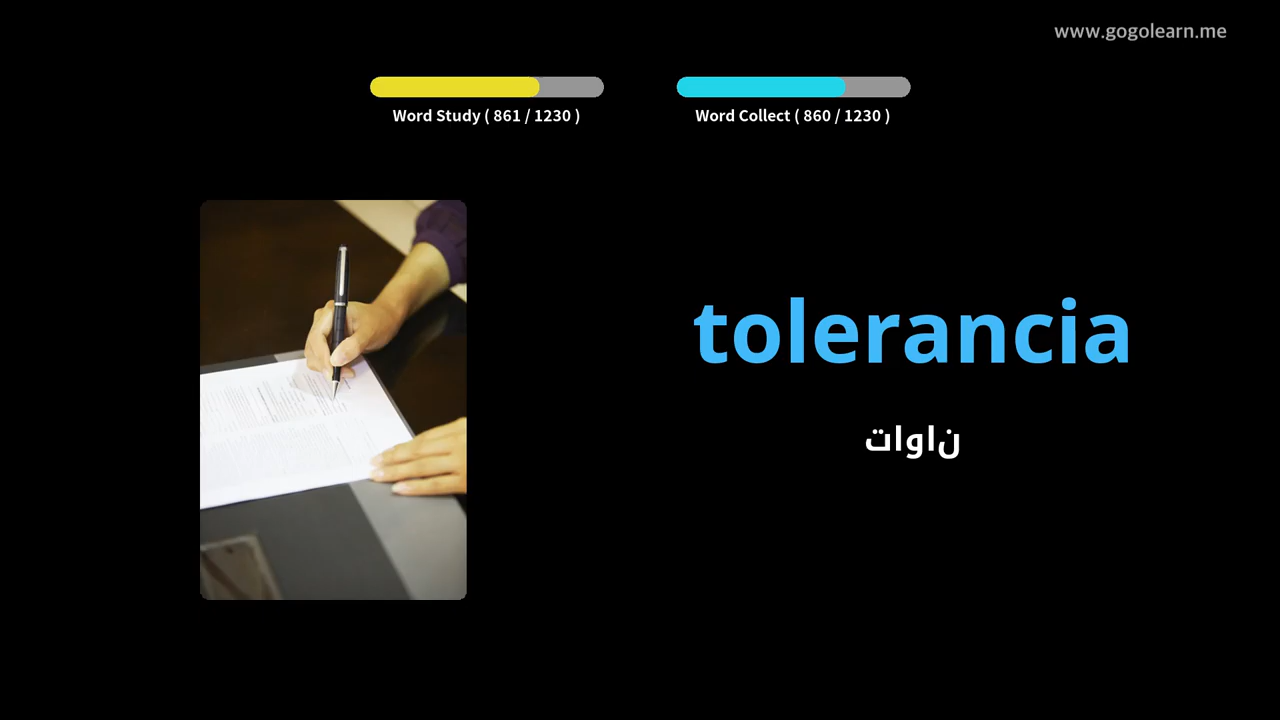 www.gogolearn.me
Word Study ( 861 / 1230 )
Word Collect ( 860 / 1230 )
tolerancia
ناوات